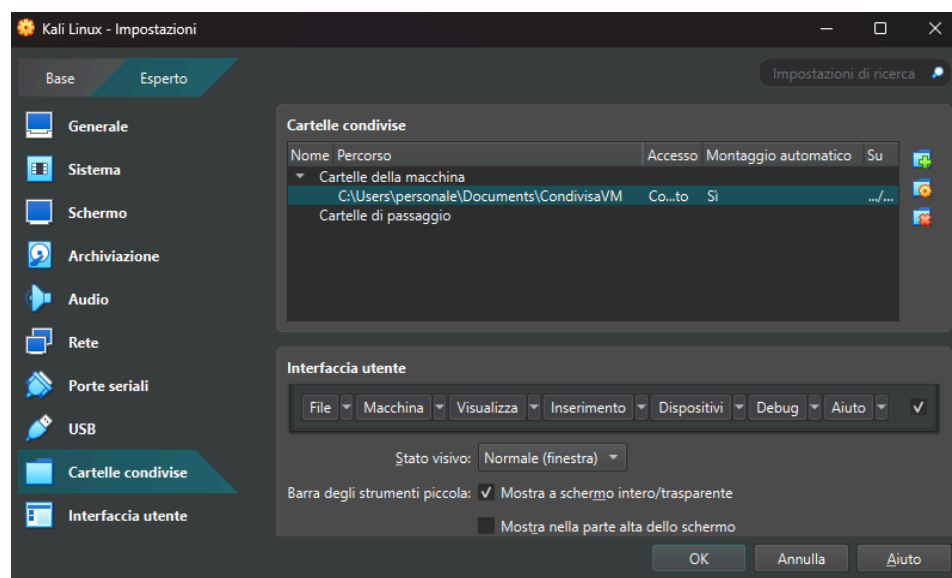 Kali Linux - Impostazioni
Base Esperto Impostazioni di ricerca
Generale
Sistema
Schermo
Archiviazione
Audio
Rete
Porte seriali
USB
Cartelle condivise
Interfaccia utente
Cartelle condivise
Nome Percorso Accesso Montaggio automatico Su
Cartelle della macchina
C:\Users\personale\Documents\CondivisaVM Co...to Sì .../...
Cartelle di passaggio
Interfaccia utente
File Macchina Visualizza Inserimento Dispositivi Debug Aiuto
Stato visivo: Normale (finestra)
Barra degli strumenti piccola: Mostra a schermo intero/trasparente
Mostra nella parte alta dello schermo
OK Annulla Aiuto